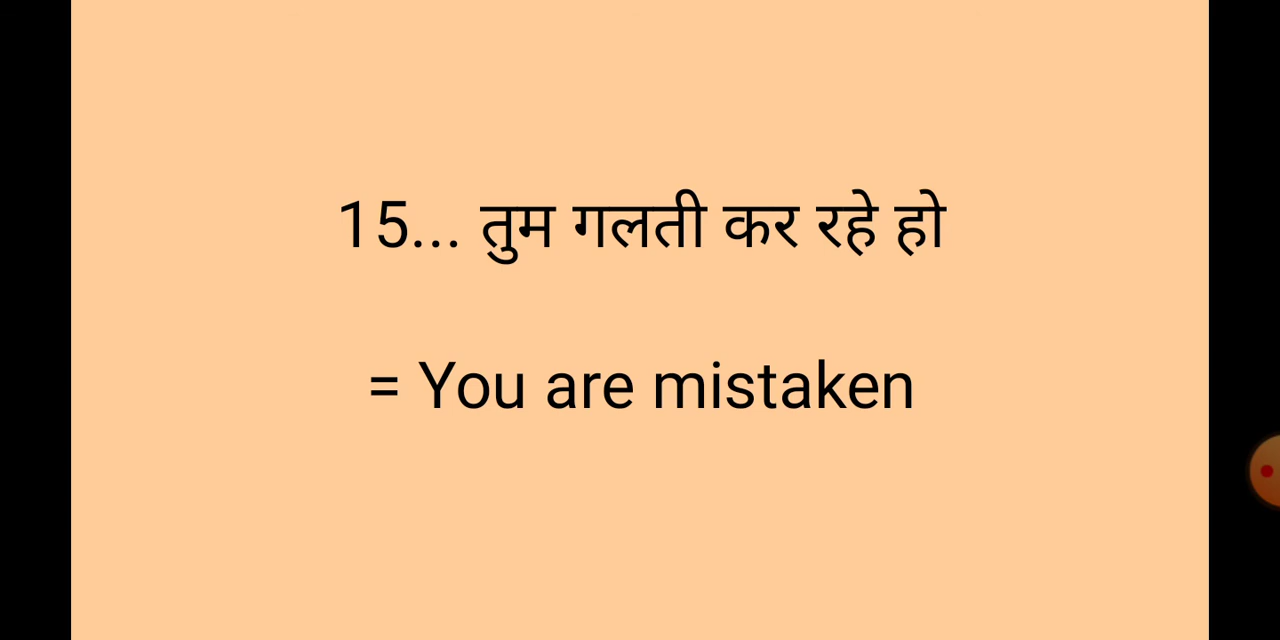 15... तुम गलती कर रहे हो
= You are mistaken